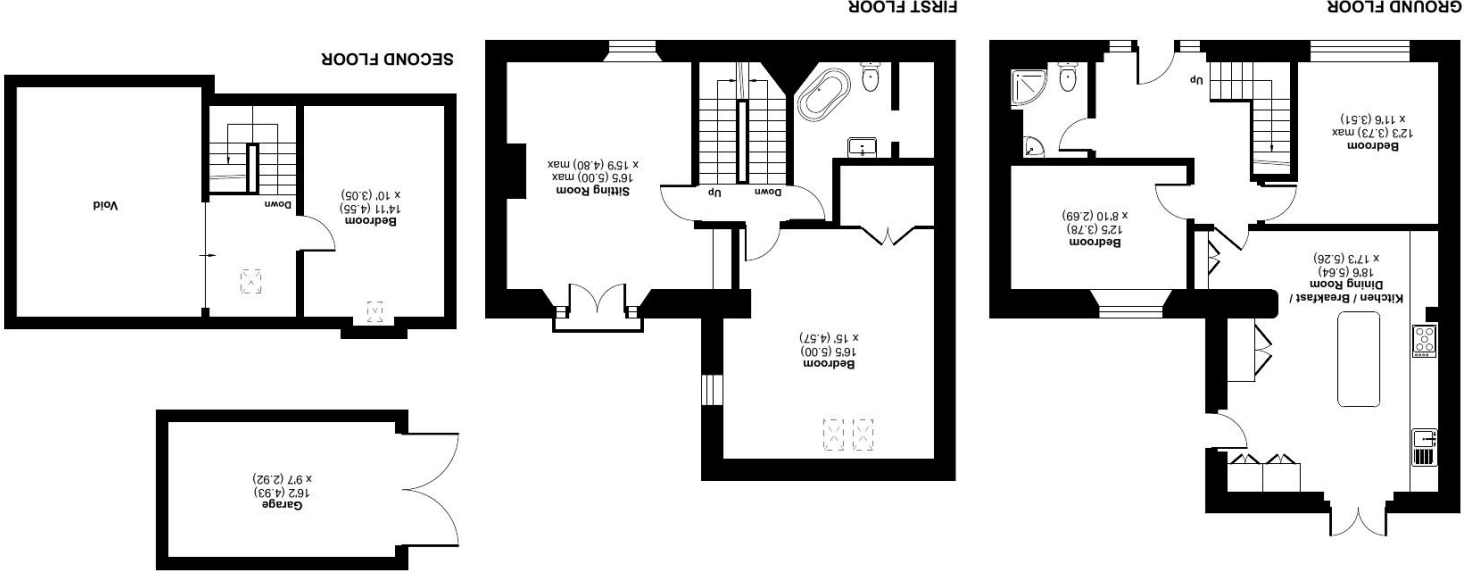 Kitchen / Breakfast /
Dining Room
18'6 (5.64)
x 17'3 (5.26)
Bedroom
12'5 (3.78)
x 8'10 (2.69)
Bedroom
12'3 (3.73) max
x 11'6 (3.51)
Up
GROUND FLOOR
Bedroom
16'5 (5.00)
x 15' (4.57)
Down
Up
Sitting Room
16'5 (5.00) max
x 15'9 (4.80) max
FIRST FLOOR
Garage
16'2 (4.93)
x 9'7 (2.92)
Bedroom
14'11 (4.55)
x 10' (3.05)
Down
Void
SECOND FLOOR